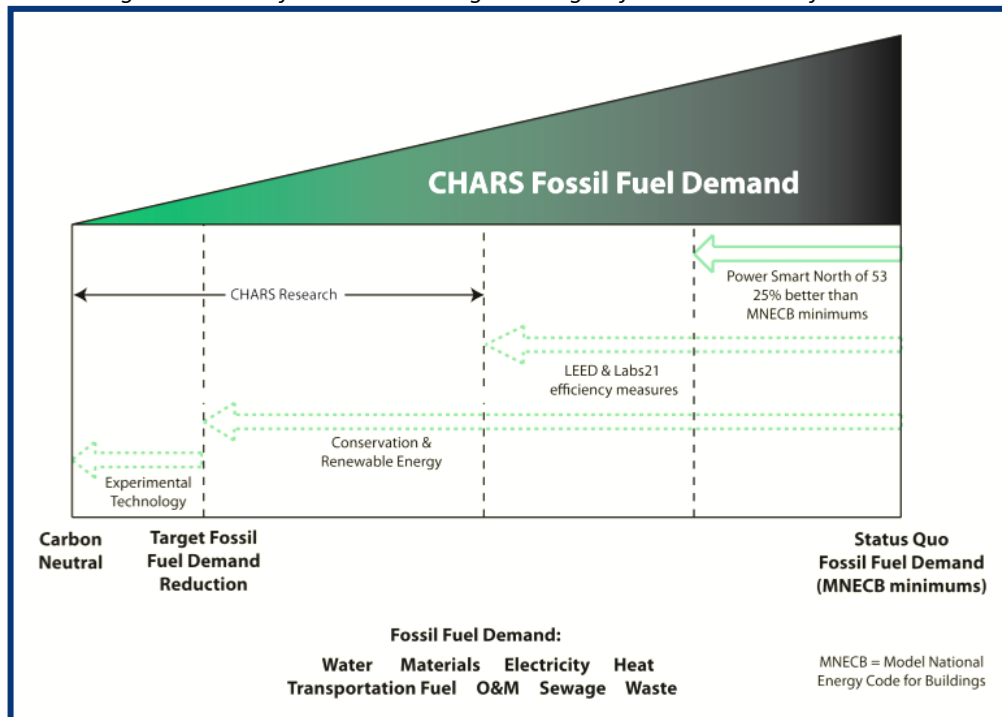 CHARS Fossil Fuel Demand
Power Smart North of 53
25% better than
MNECB minimums
CHARS Research
LEED & Labs21
efficiency measures
Conservation &
Renewable Energy
Experimental
Technology
Carbon
Neutral
Target Fossil
Fuel Demand
Reduction
Status Quo
Fossil Fuel Demand
(MNECB minimums)
Fossil Fuel Demand:
Water Materials Electricity Heat
Transportation Fuel O&M Sewage Waste
MNECB = Model National
Energy Code for Buildings